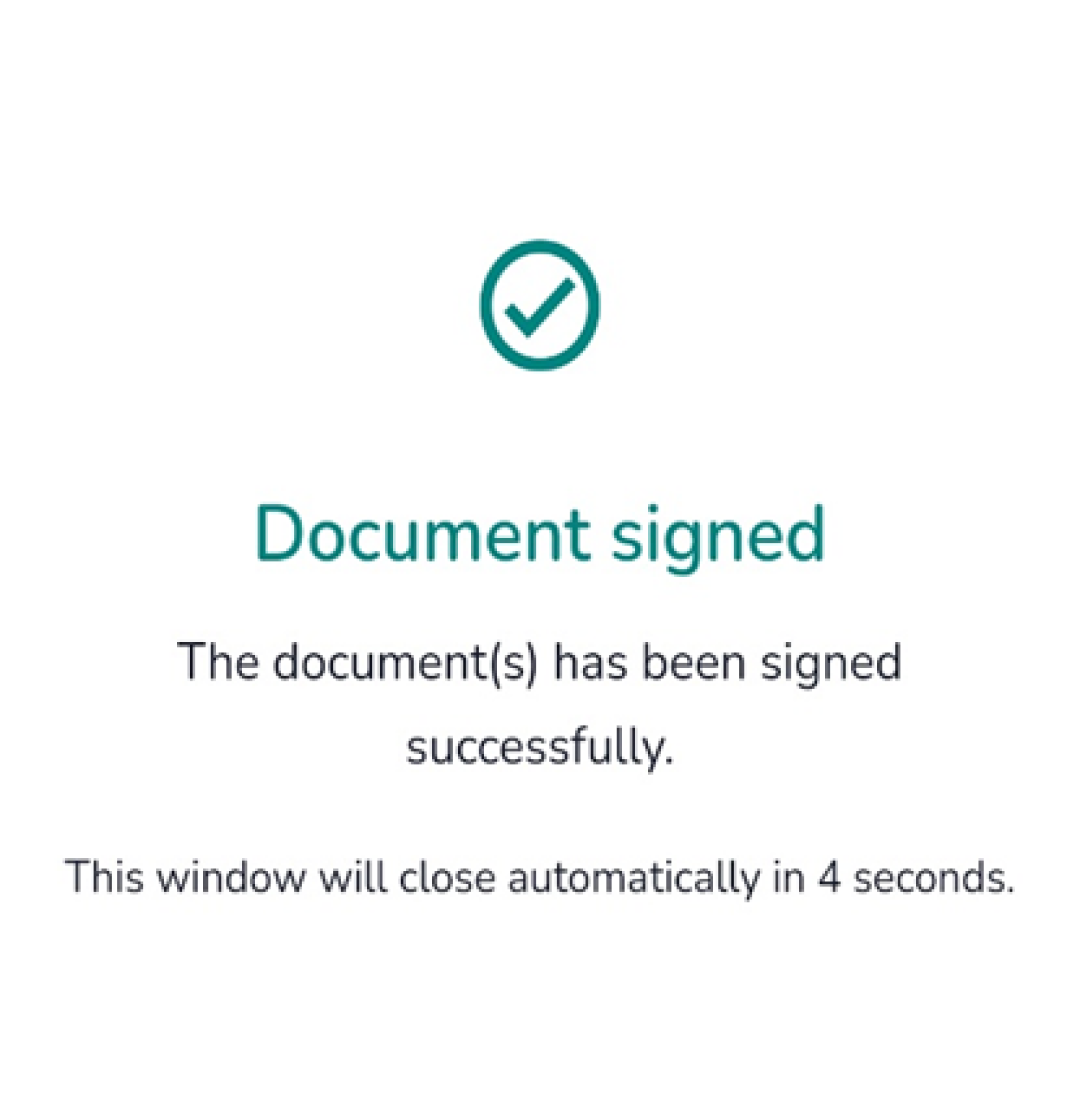 Document signed
The document(s) has been signed
successfully.
This window will close automatically in 4 seconds.